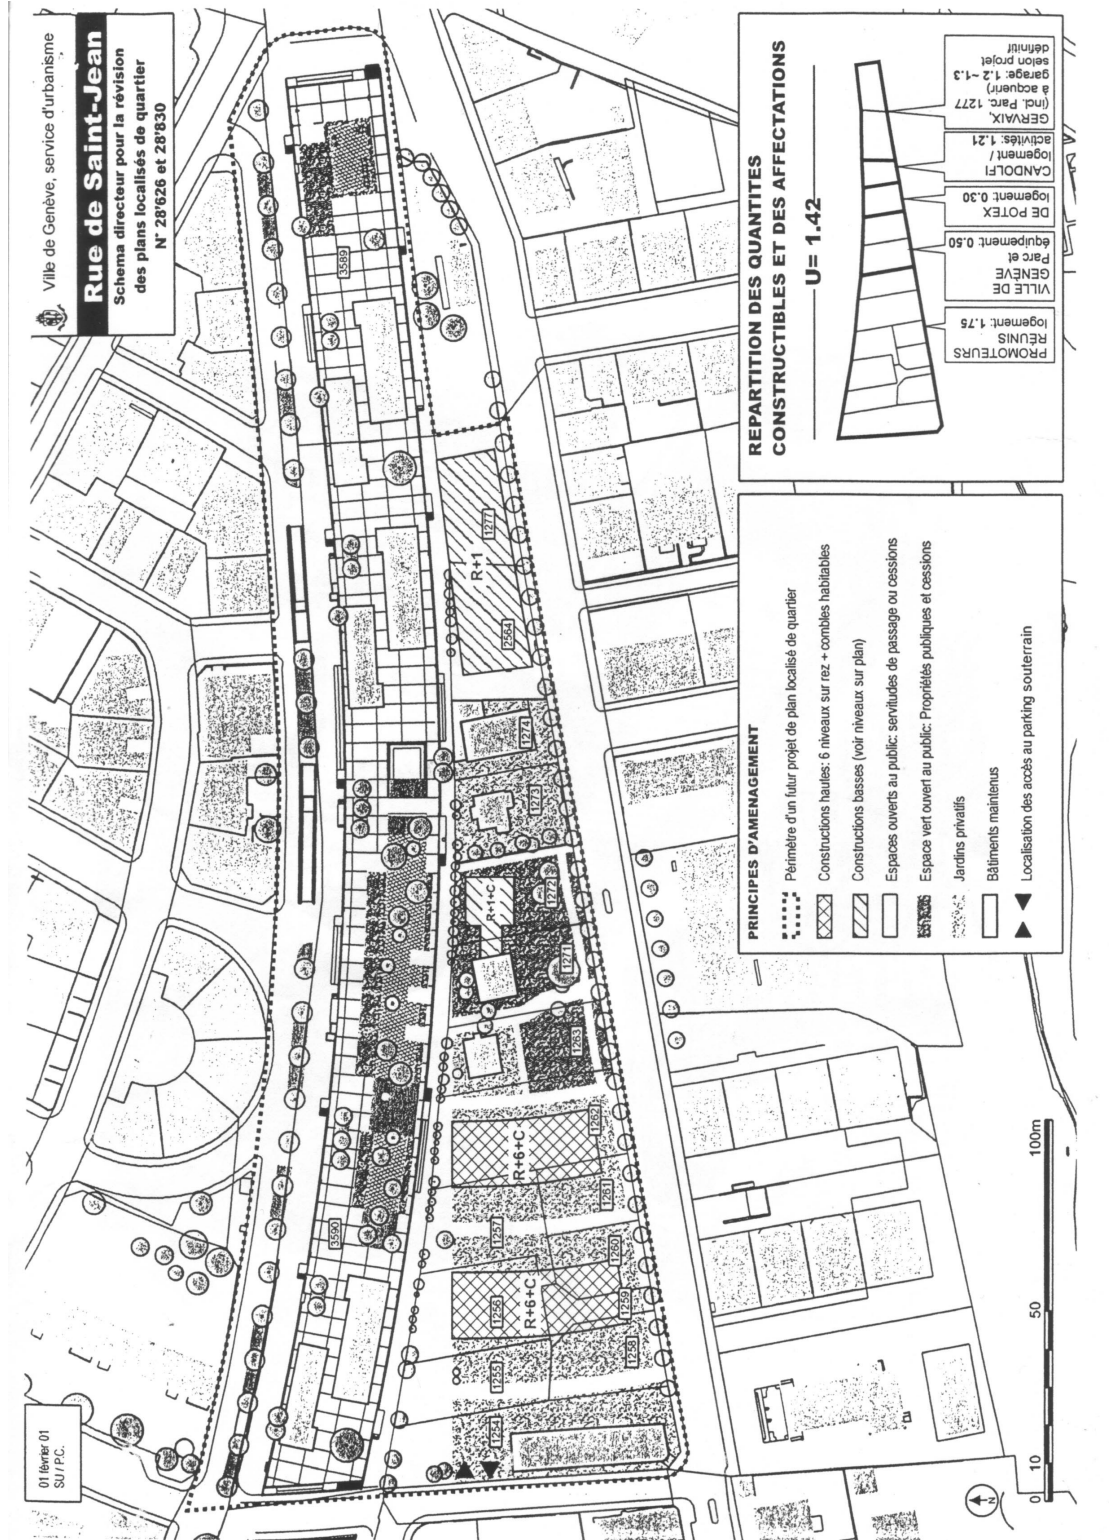 Ville de Genève, service d'urbanisme
Rue de Saint-Jean
Schema directeur pour la révision
des plans localisés de quartier
N° 28'626 et 28'830
REPARTITION DES QUANTITES
CONSTRUCTIBLES ET DES AFFECTATIONS
U= 1.42
PROMOTEURS
RÉUNIS
logement: 1.75
VILLE DE
GENÈVE
Parc et
équipement: 0.50
DE POTEX
logement: 0.30
CANDOLFI
logement /
activités: 1.21
GERVAIX,
(incl. Parc. 1277
à acquerir)
garage: 1.2 ~1.3
selon projet
définitif
PRINCIPES D'AMENAGEMENT
Périmètre d'un futur projet de plan localisé de quartier
Constructions hautes: 6 niveaux sur rez + combles habitables
Constructions basses (voir niveaux sur plan)
Espaces ouverts au public: servitudes de passage ou cessions
Espace vert ouvert au public: Propriétés publiques et cessions
Jardins privatifs
Bâtiments maintenus
Localisation des accès au parking souterrain
3589
3590
1277
R+1
2564
1274
1273
R+1+C
1272
1271
1263
1262
R+6+C
1261
1257
1260
1256
R+6+C
1259
1258
1255
1254
01 février 01
SU / P.C.
N
0
10
50
100m